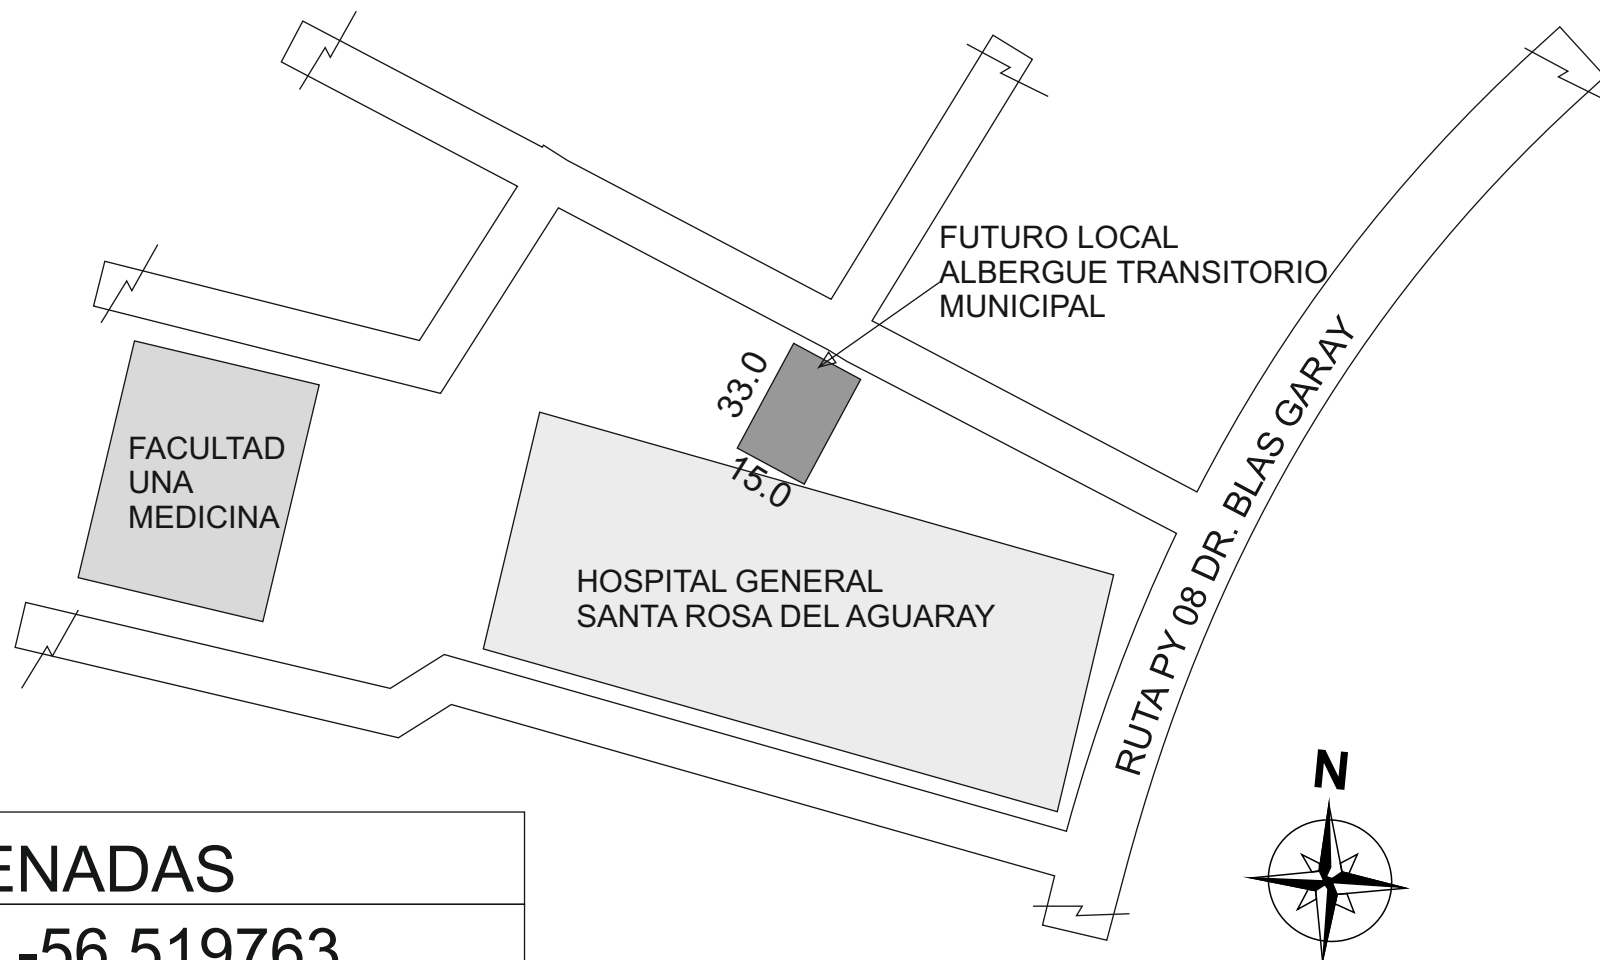 FUTURO LOCAL
ALBERGUE TRANSITORIO
MUNICIPAL
33.0
15.0
FACULTAD
UNA
MEDICINA
HOSPITAL GENERAL
SANTA ROSA DEL AGUARAY
RUTA PY 08 DR. BLAS GARAY
N
ENADAS
-56.519763